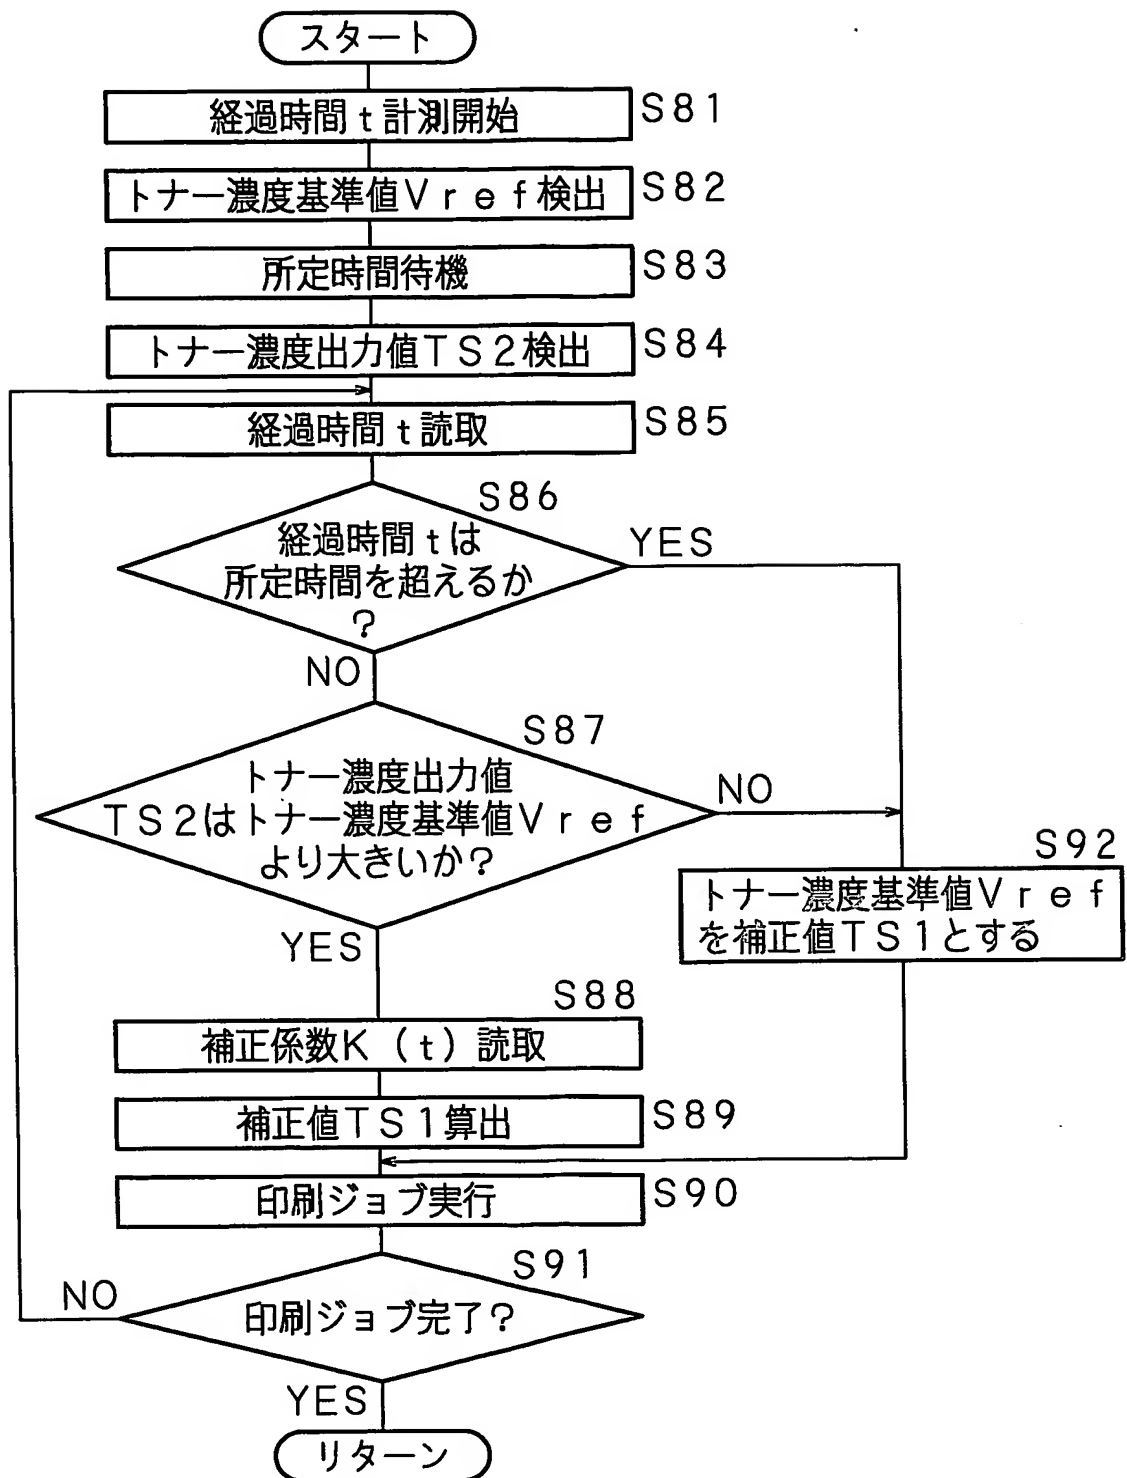 スタート
経過時間t計測開始
S81
トナー濃度基準値Vref検出
S82
所定時間待機
S83
トナー濃度出力値TS2検出
S84
経過時間t読取
S85
S86
経過時間tは
所定時間を超えるか
?
YES
NO
S87
トナー濃度出力値
TS2はトナー濃度基準値Vref
より大きいか?
NO
YES
S92
トナー濃度基準値Vref
を補正値TS1とする
S88
補正係数K(t)読取
補正値TS1算出
S89
印刷ジョブ実行
S90
S91
印刷ジョブ完了?
NO
YES
リターン